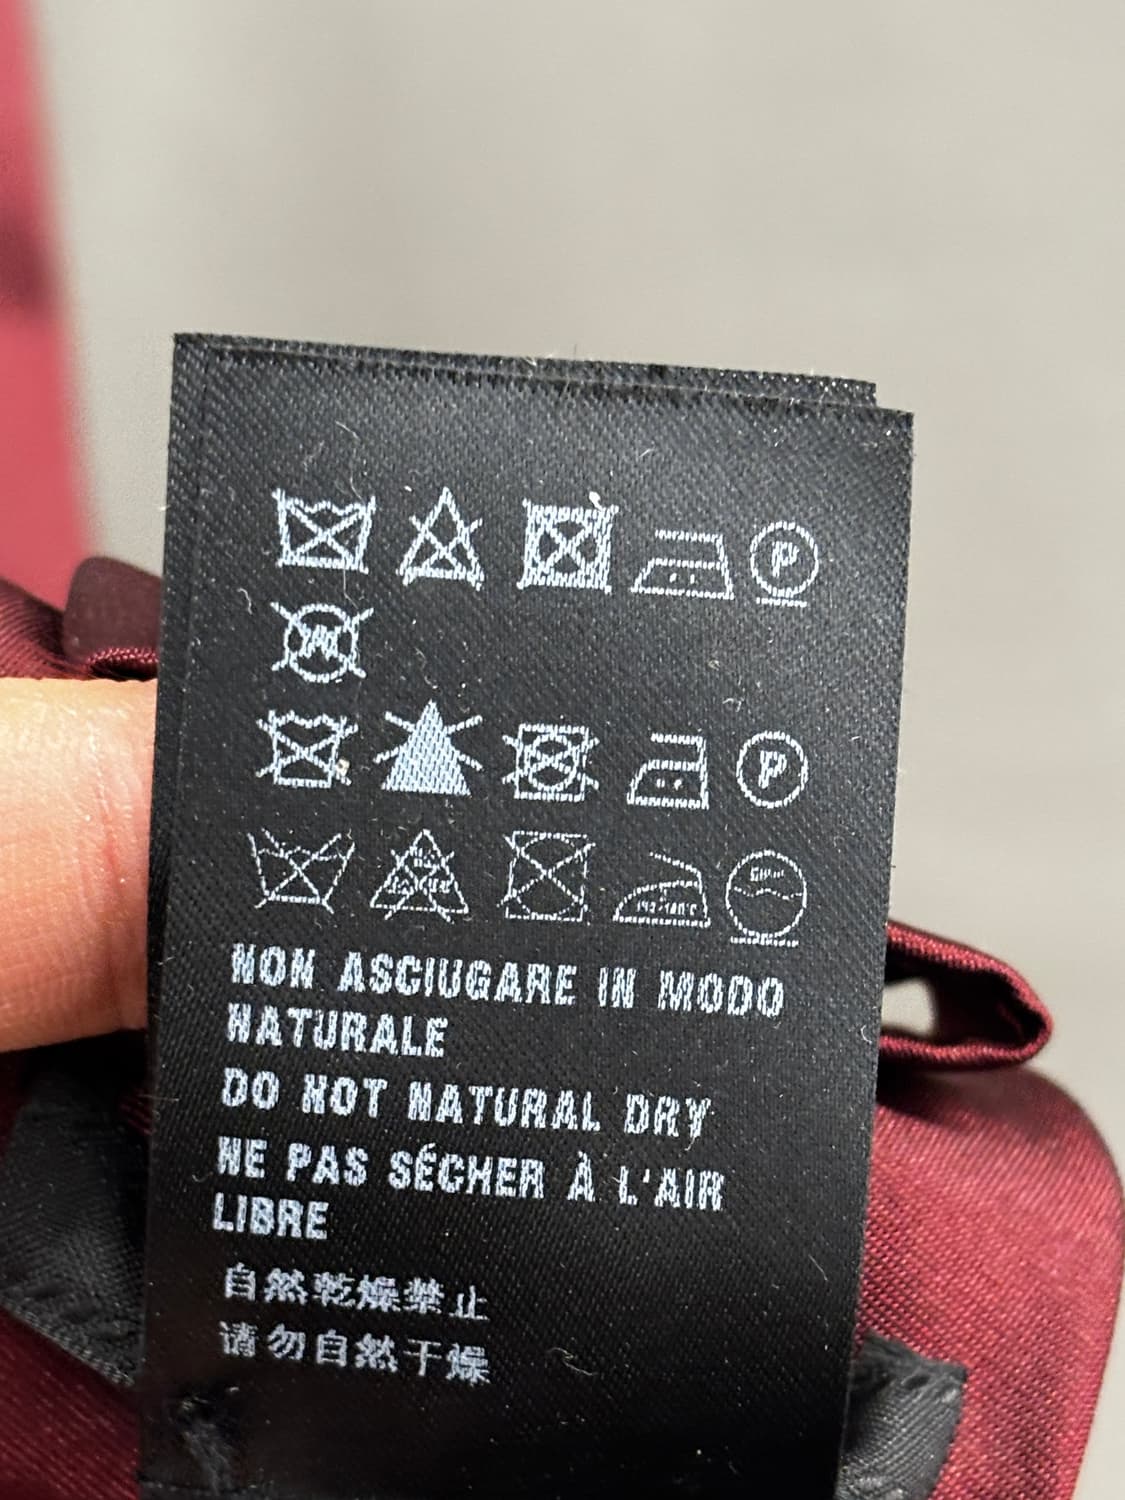 P
W
P
NON ASCIUGARE IN MODO
NATURALE
DO NOT NATURAL DRY
NE PAS SÉCHER À L'AIR
LIBRE
自然乾燥禁止
请勿自然干燥